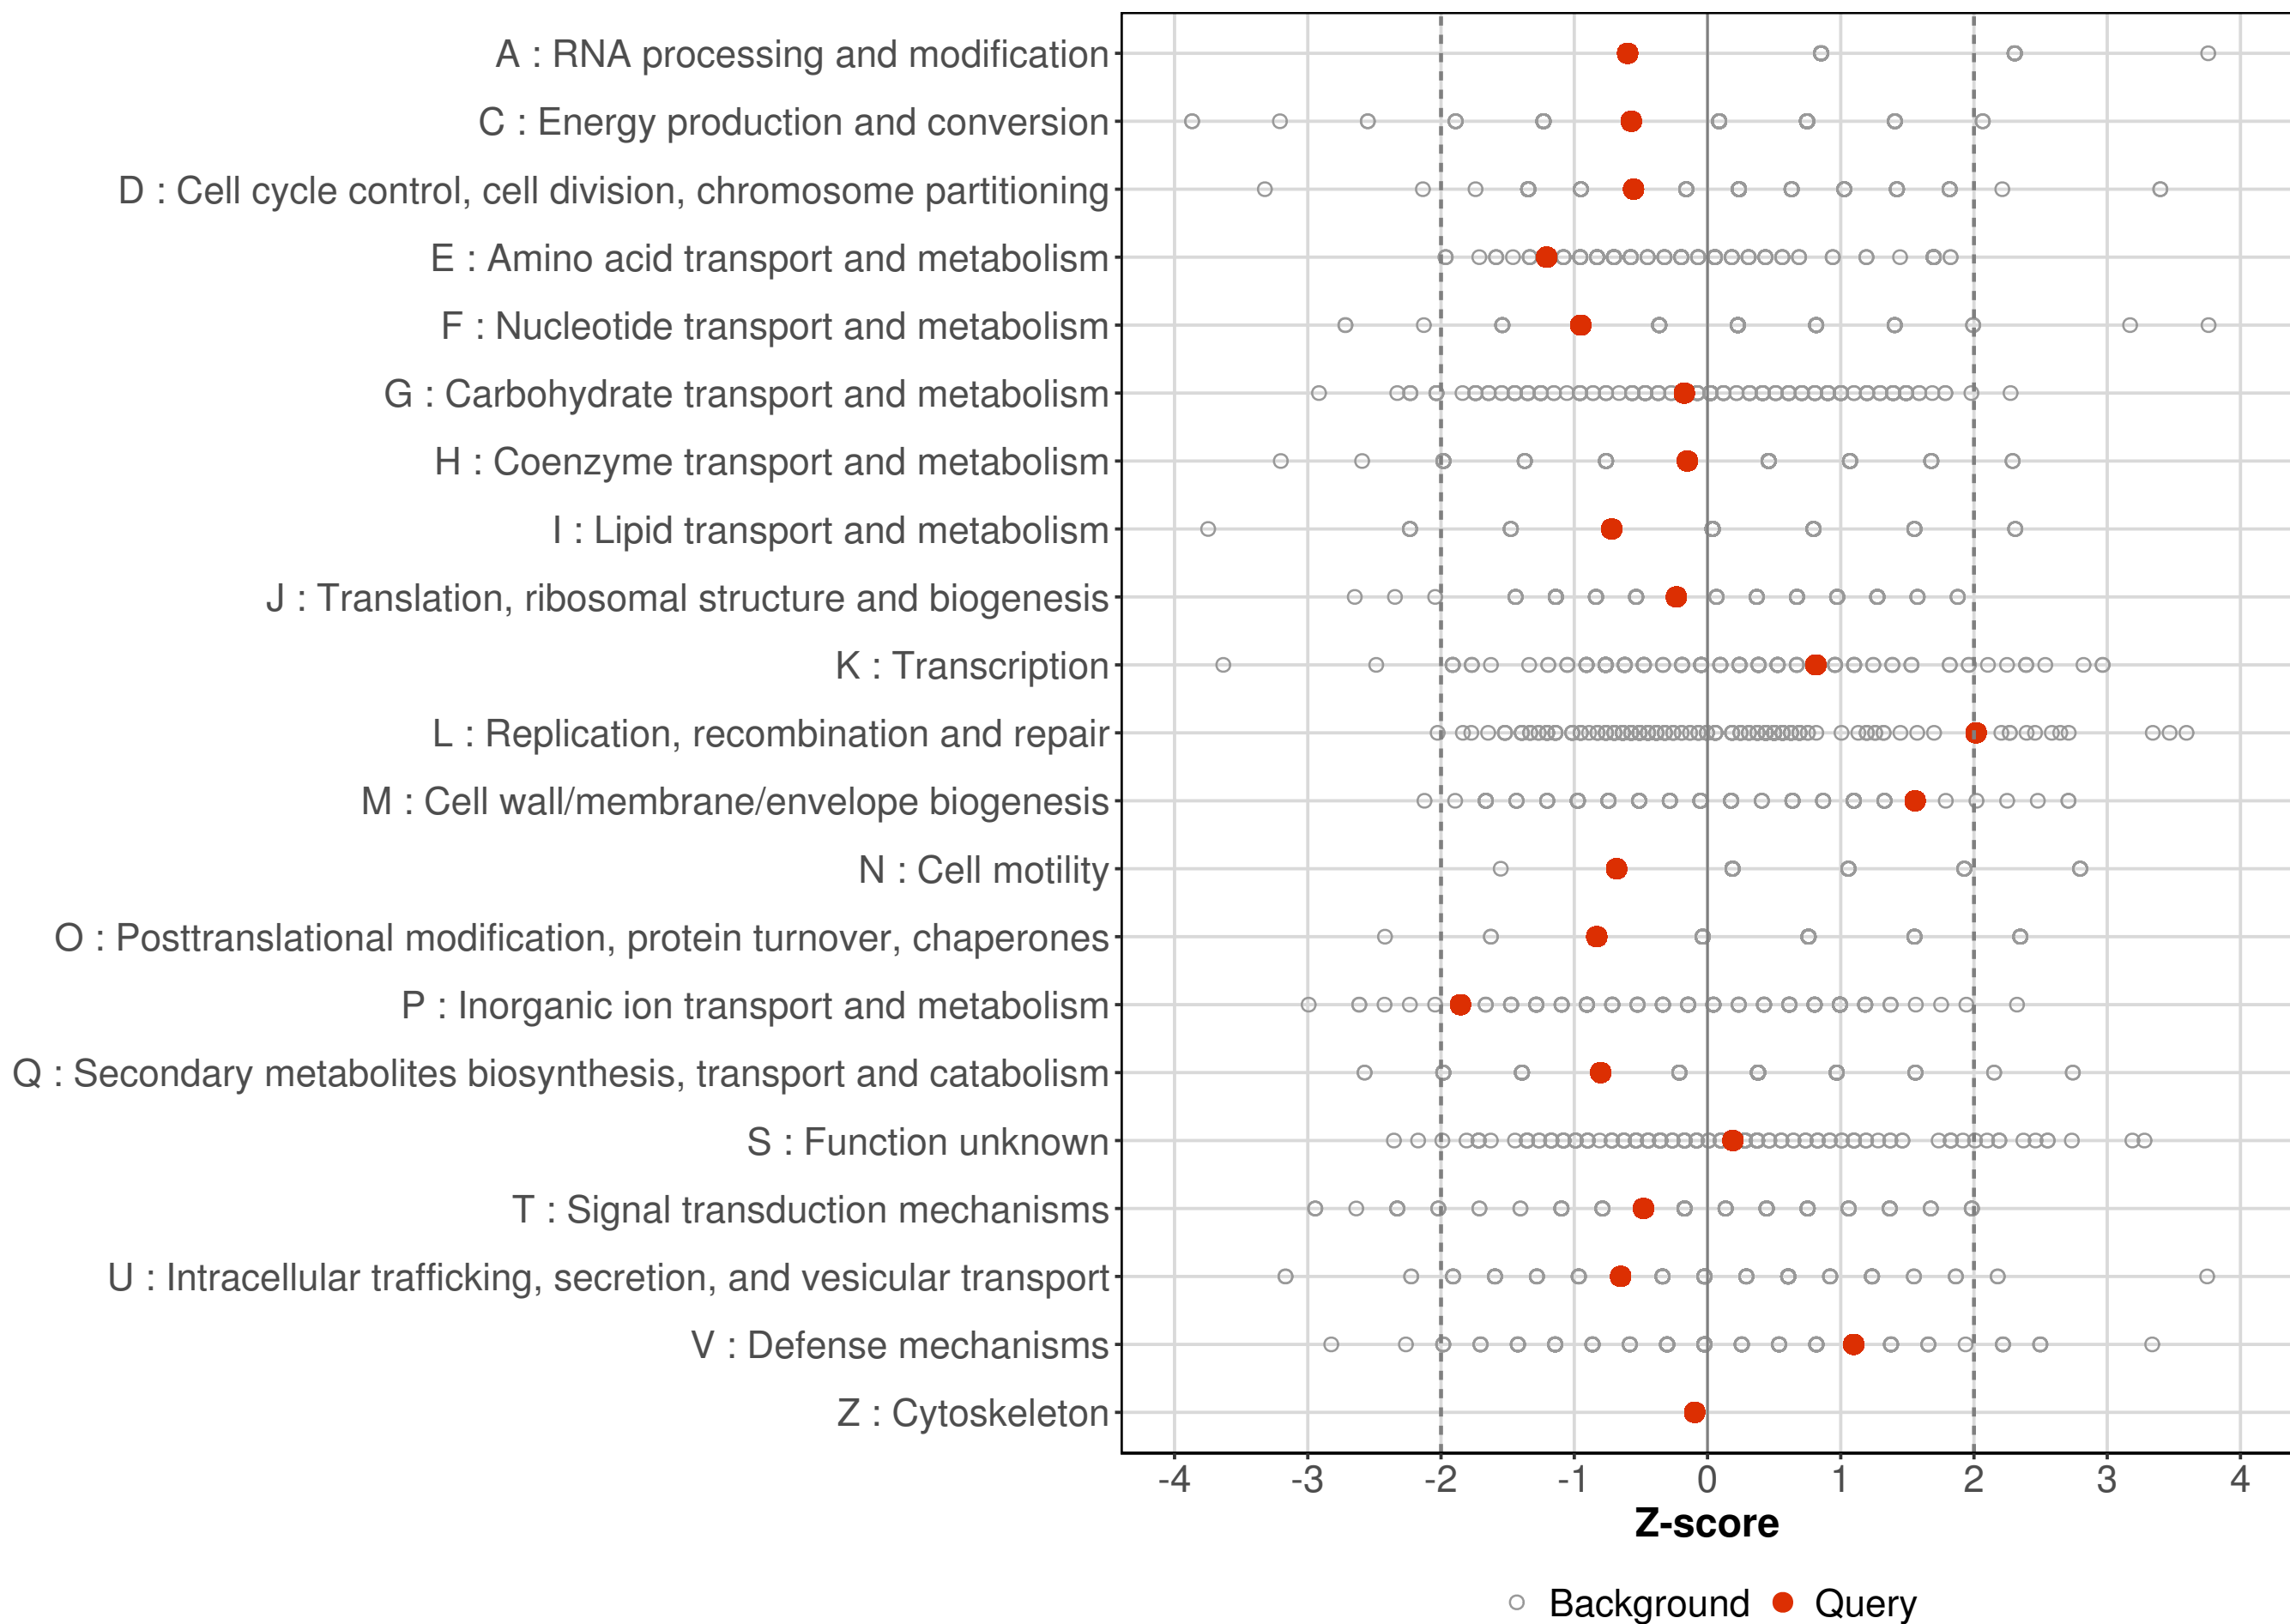 A : RNA processing and modification
C : Energy production and conversion
D : Cell cycle control, cell division, chromosome partitioning
E : Amino acid transport and metabolism
F : Nucleotide transport and metabolism
G : Carbohydrate transport and metabolism
H : Coenzyme transport and metabolism
I : Lipid transport and metabolism
J : Translation, ribosomal structure and biogenesis
K : Transcription
L : Replication, recombination and repair
M : Cell wall/membrane/envelope biogenesis
N : Cell motility
O : Posttranslational modification, protein turnover, chaperones
P : Inorganic ion transport and metabolism
Q : Secondary metabolites biosynthesis, transport and catabolism
S : Function unknown
T : Signal transduction mechanisms
U : Intracellular trafficking, secretion, and vesicular transport
V : Defense mechanisms
Z : Cytoskeleton
-4 -3 -2 -1 0 1 2 3 4
Z-score
Background Query